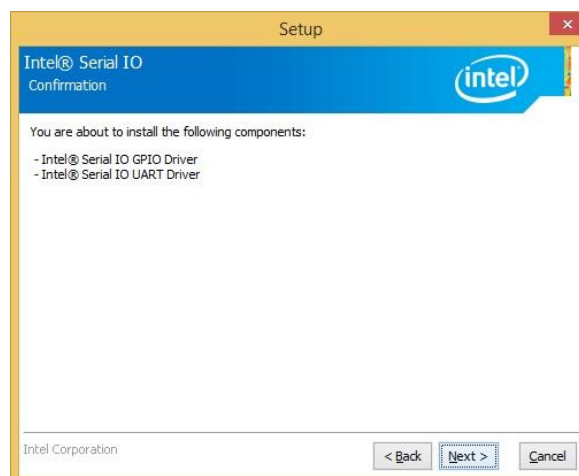 Setup
Intel® Serial IO
Confirmation
intel
You are about to install the following components:
- Intel® Serial IO GPIO Driver
- Intel® Serial IO UART Driver
Intel Corporation
< Back
Next >
Cancel